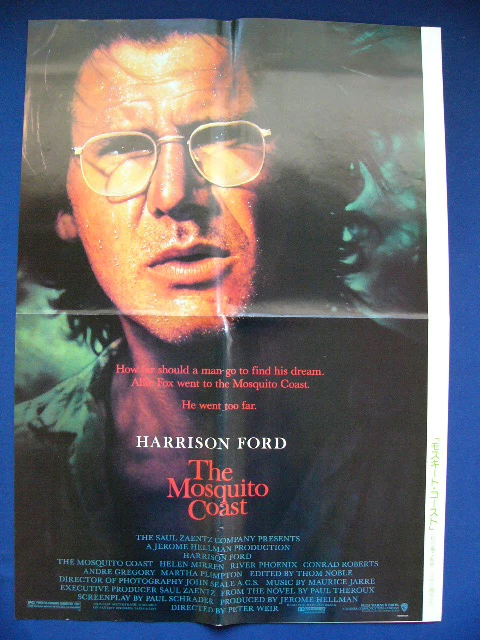 How far should a man go to find his dream.
Allie Fox went to the Mosquito Coast.
He went too far.
HARRISON FORD
The
Mosquito
Coast
THE SAUL ZAENTZ COMPANY PRESENTS
A JEROME HELLMAN PRODUCTION
HARRISON FORD
THE MOSQUITO COAST HELEN MIRREN RIVER PHOENIX CONRAD ROBERTS
ANDRE GREGORY MARTHA PLIMPTON EDITED BY THOM NOBLE
DIRECTOR OF PHOTOGRAPHY JOHN SEALE A.C.S. MUSIC BY MAURICE JARRE
EXECUTIVE PRODUCER SAUL ZAENTZ FROM THE NOVEL BY PAUL THEROUX
SCREENPLAY BY PAUL SCHRADER PRODUCED BY JEROME HELLMAN
DIRECTED BY PETER WEIR